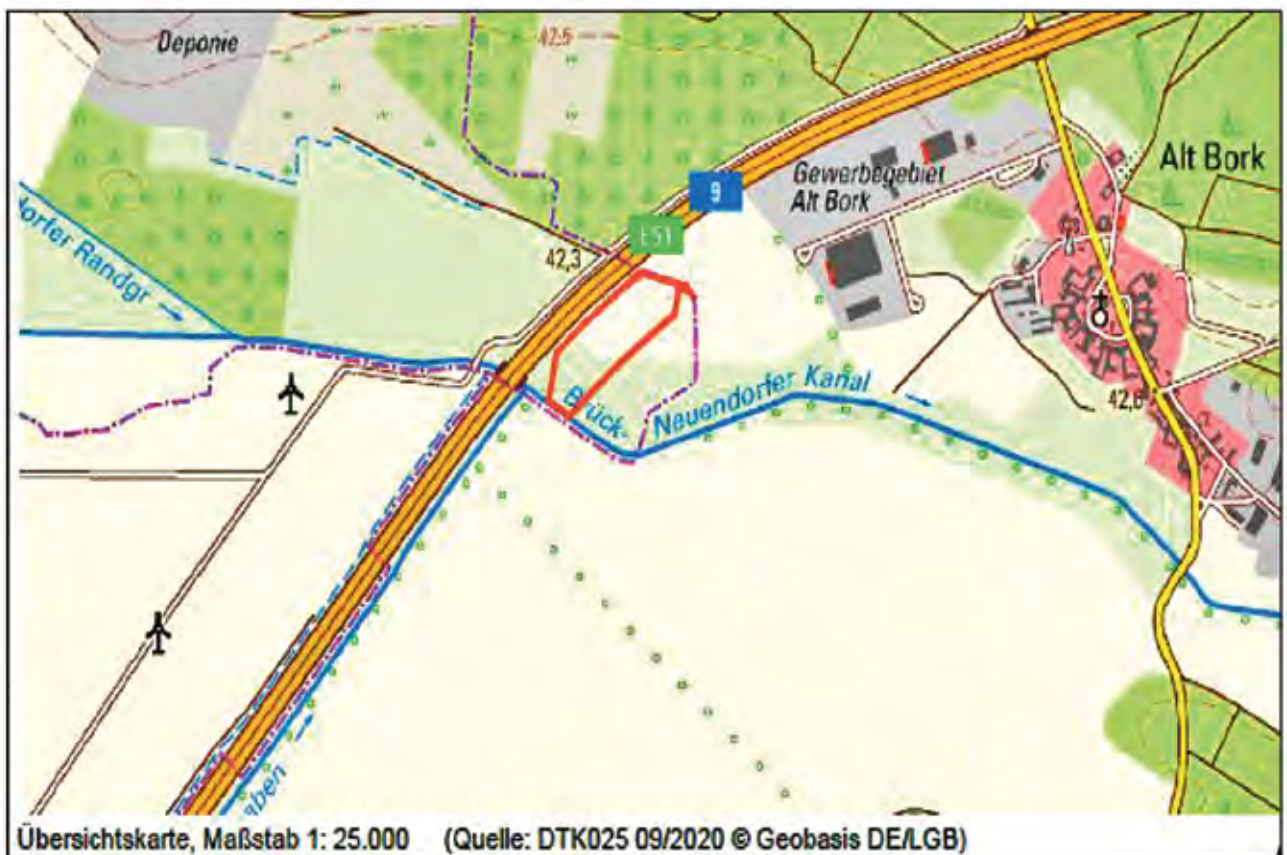 Deponie
42,5
9
E51
Gewerbegebiet
Alt Bork
Alt Bork
42,3
dorfer Randgr
Brück-
Neuendorfer Kanal
42,6
aben
Übersichtskarte, Maßstab 1: 25.000 (Quelle: DTK025 09/2020 © Geobasis DE/LGB)